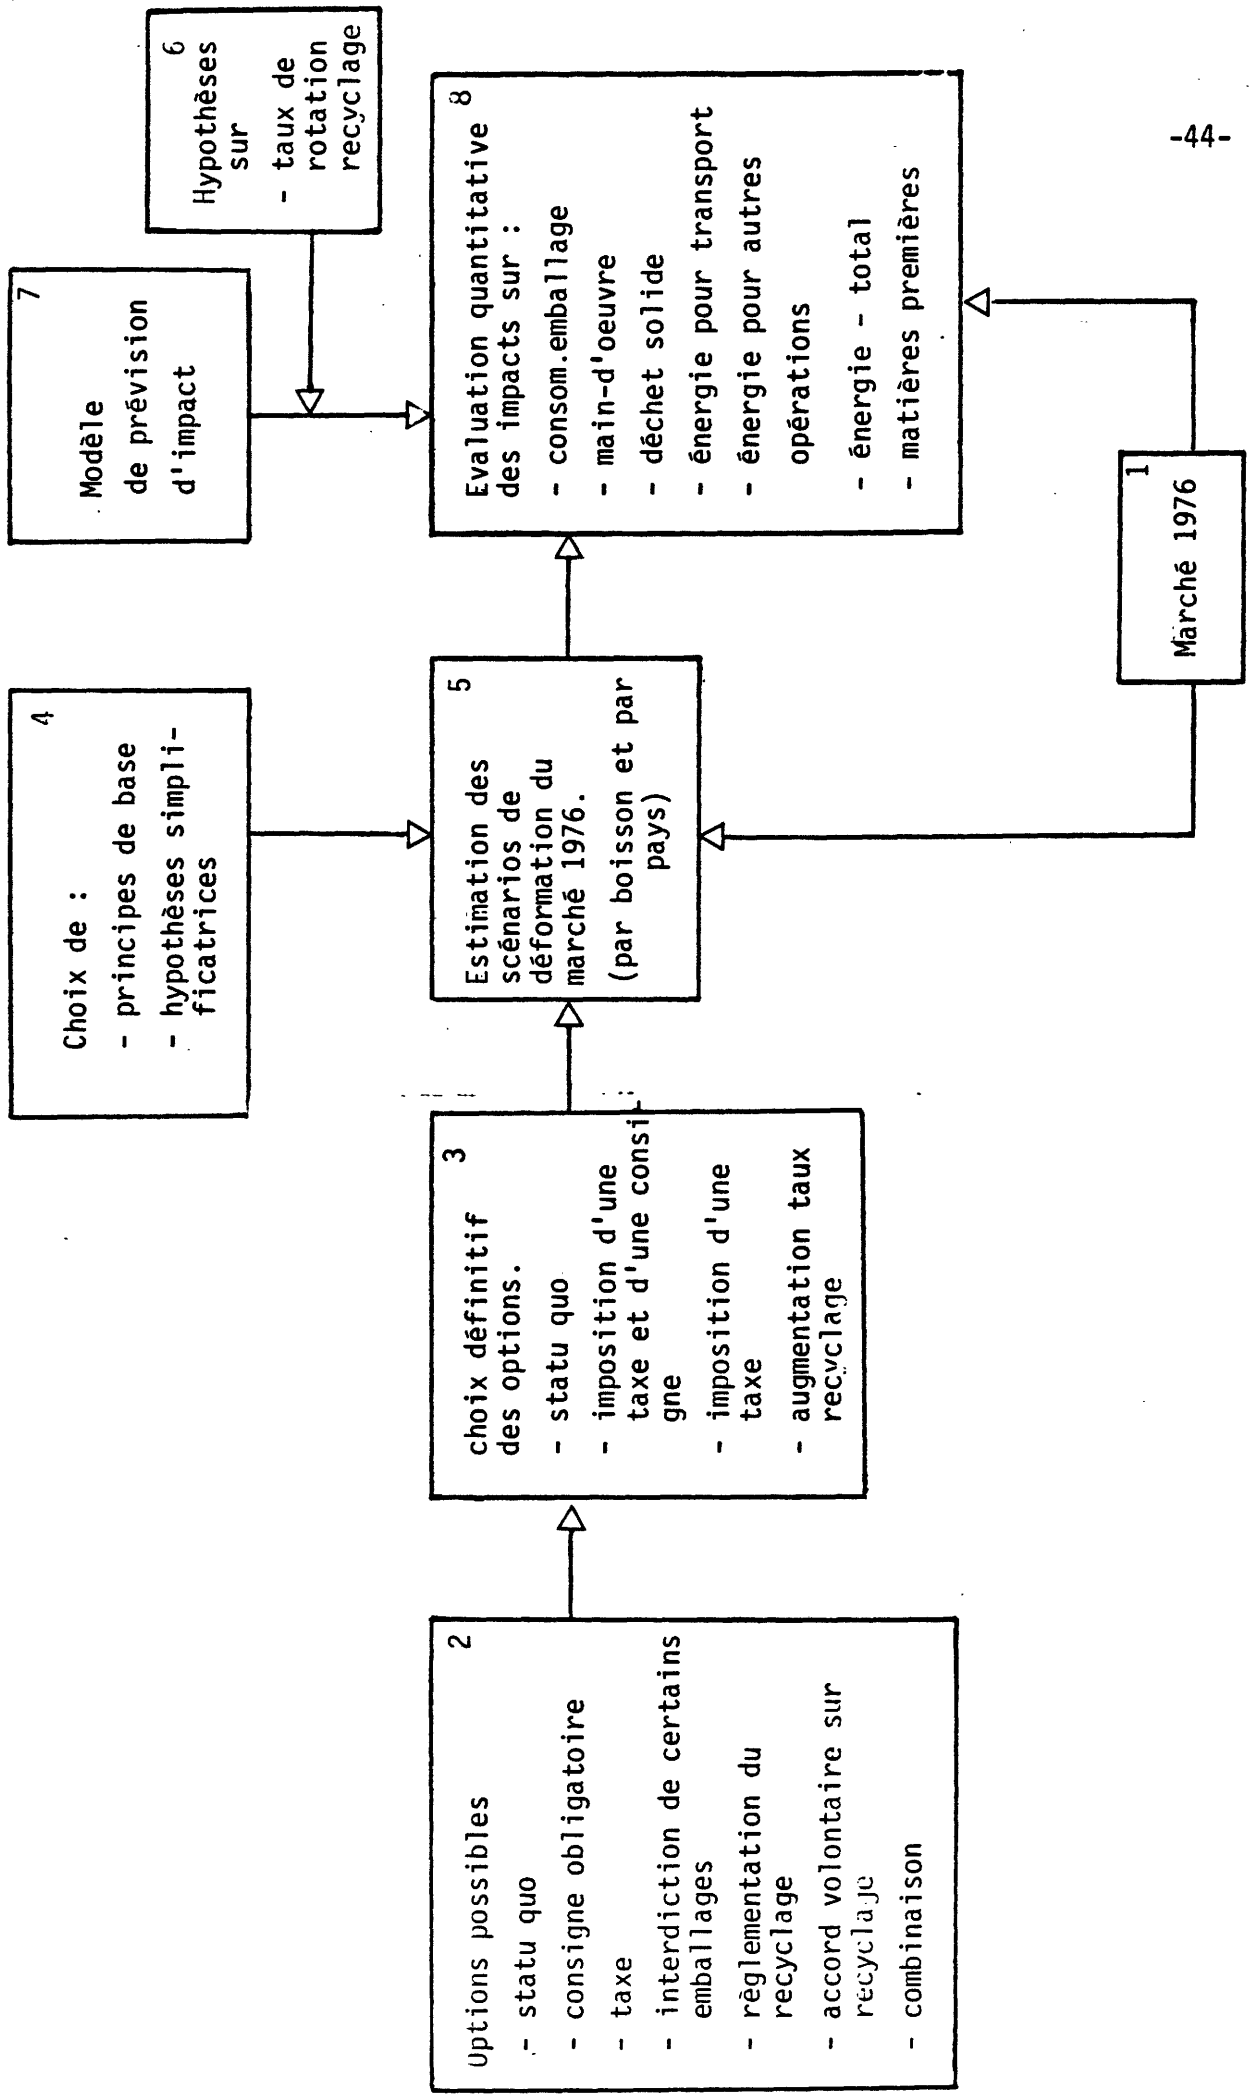 -44-
2
Options possibles
- statu quo
- consigne obligatoire
- taxe
- interdiction de certains
emballages
- règlementation du
recyclage
- accord volontaire sur
recyclage
- combinaison
3
choix définitif
des options.
- statu quo
- imposition d'une
taxe et d'une consi-
gne
- imposition d'une
taxe
- augmentation taux
recyclage
4
Choix de :
- principes de base
- hypothèses simpli-
ficatrices
5
Estimation des
scénarios de
déformation du
marché 1976.
(par boisson et par
pays)
7
Modèle
de prévision
d'impact
6
Hypothèses
sur
- taux de
rotation
recyclage
8
Evaluation quantitative
des impacts sur :
- consom.emballage
- main-d'oeuvre
- déchet solide
- énergie pour transport
- énergie pour autres
opérations
- énergie - total
- matières premières
1
Marché 1976